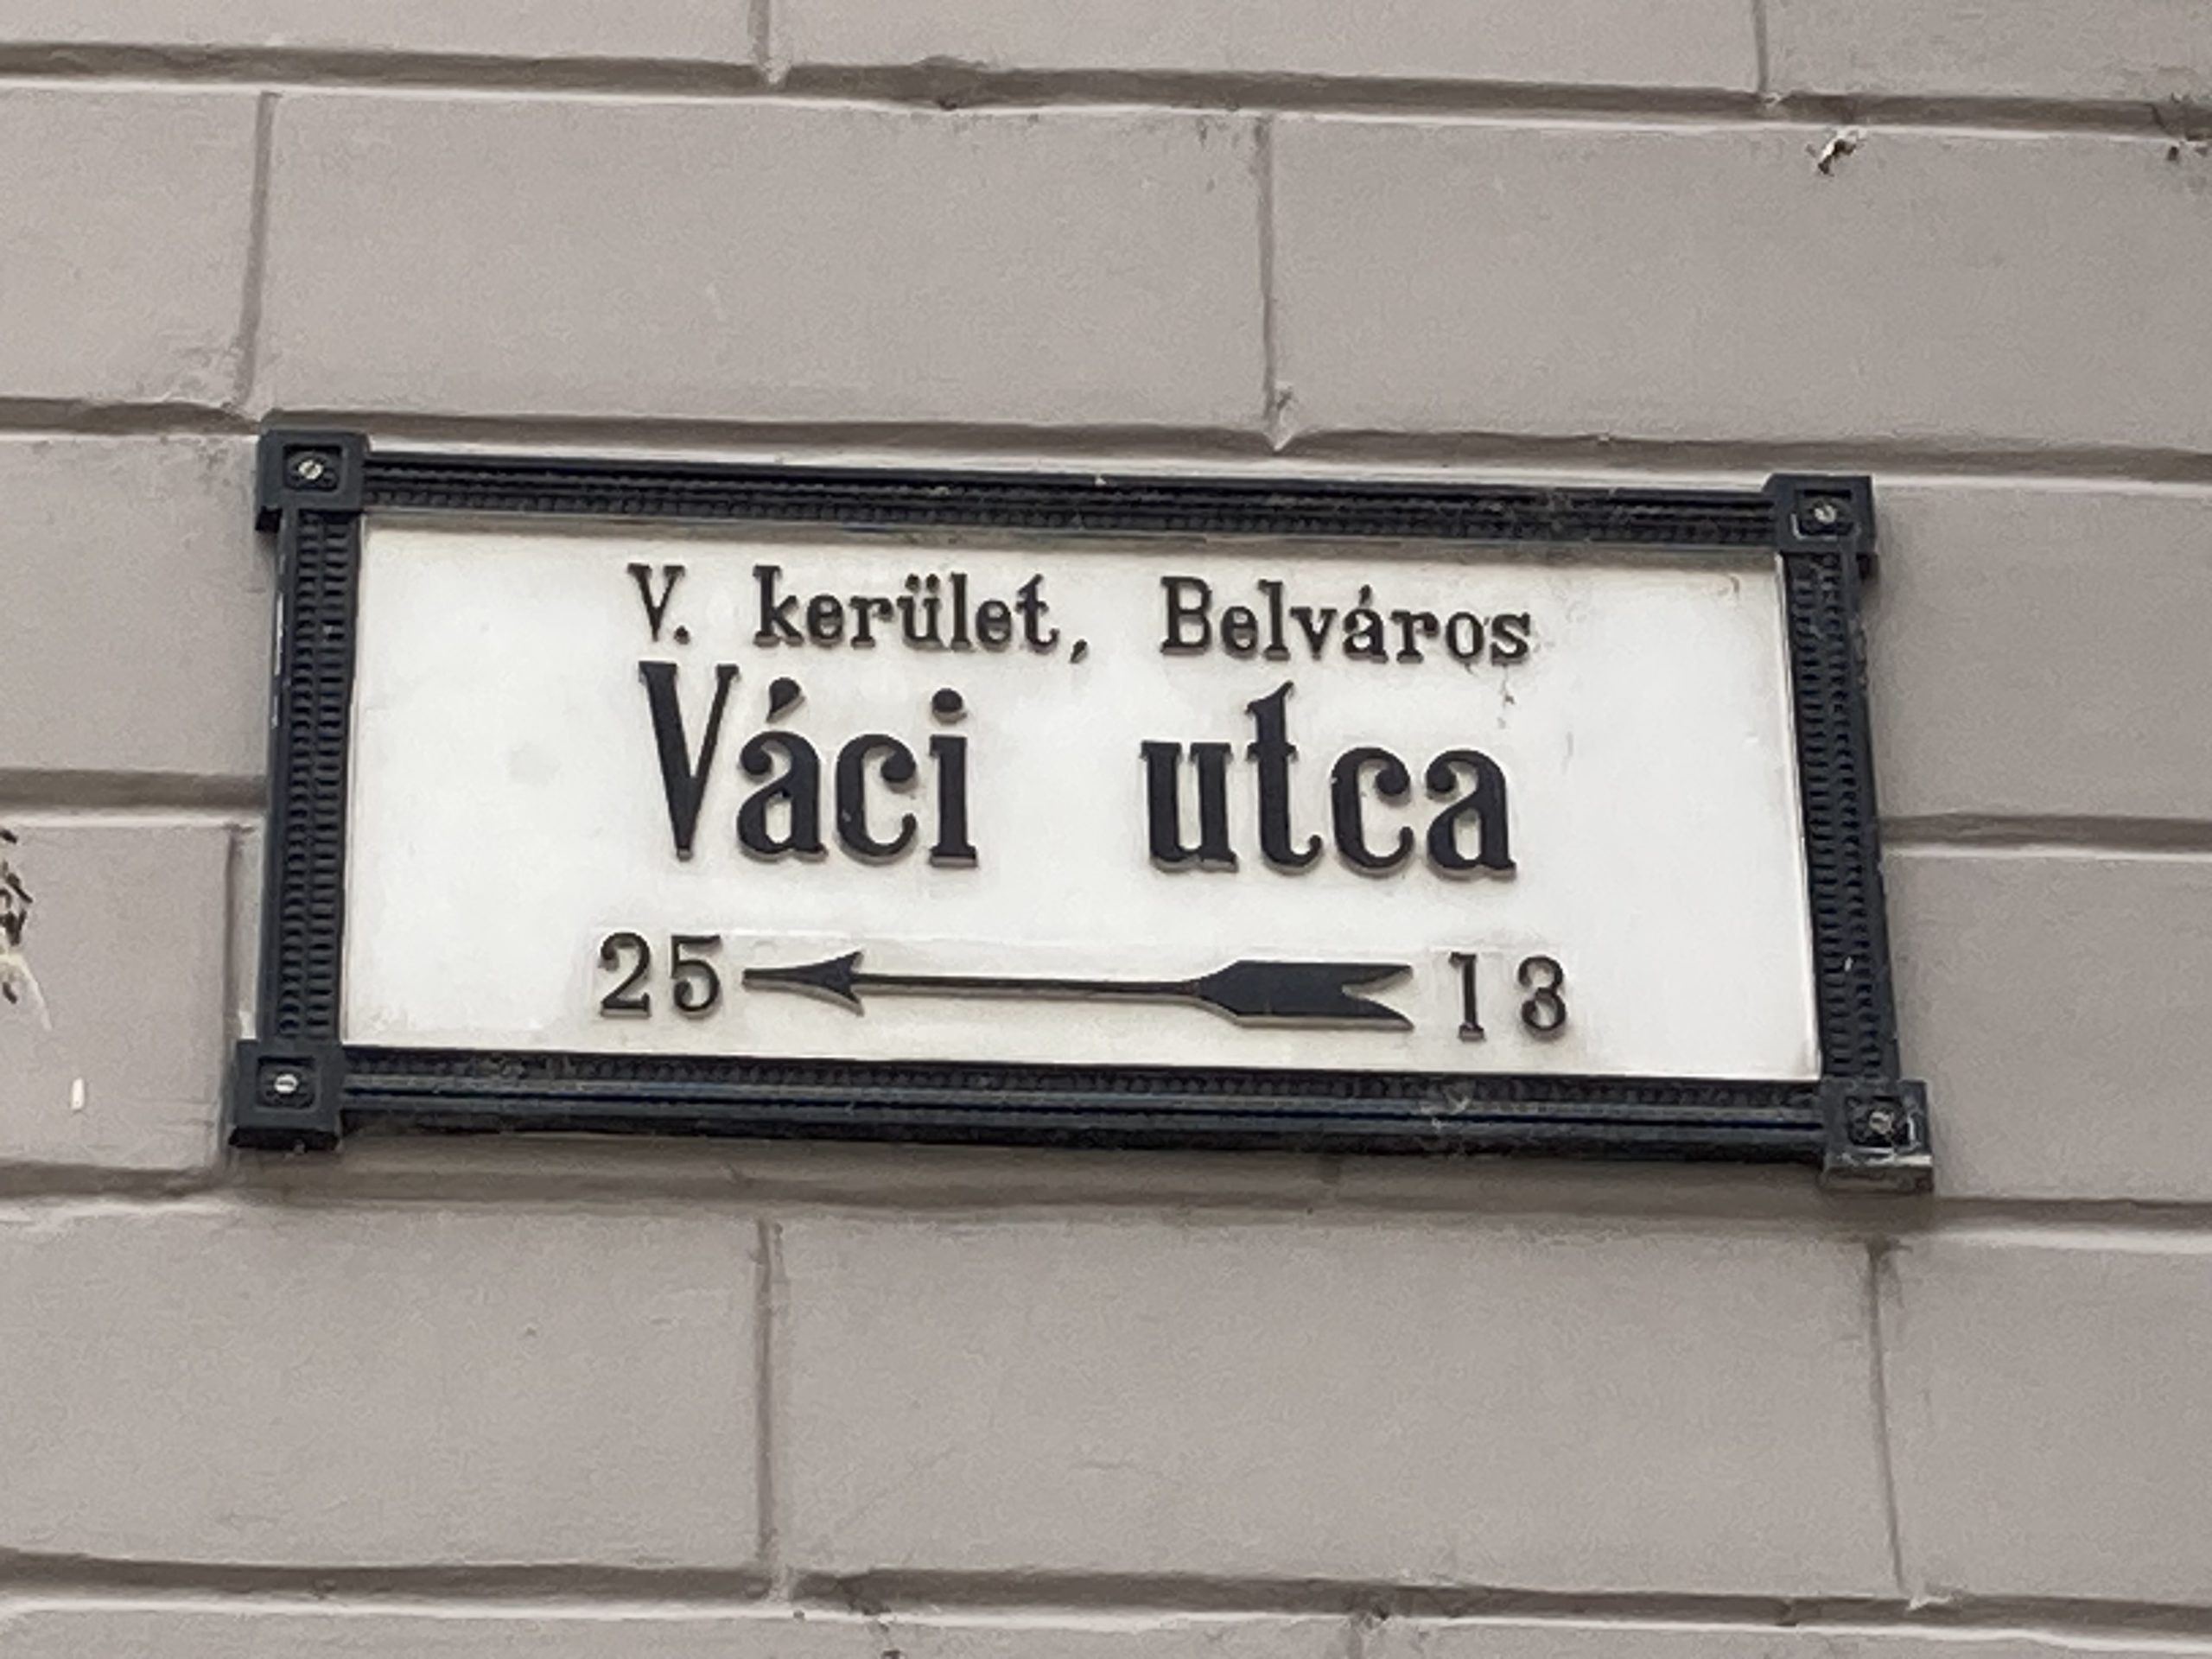 V. kerület, Belváros
Váci utca
25 13